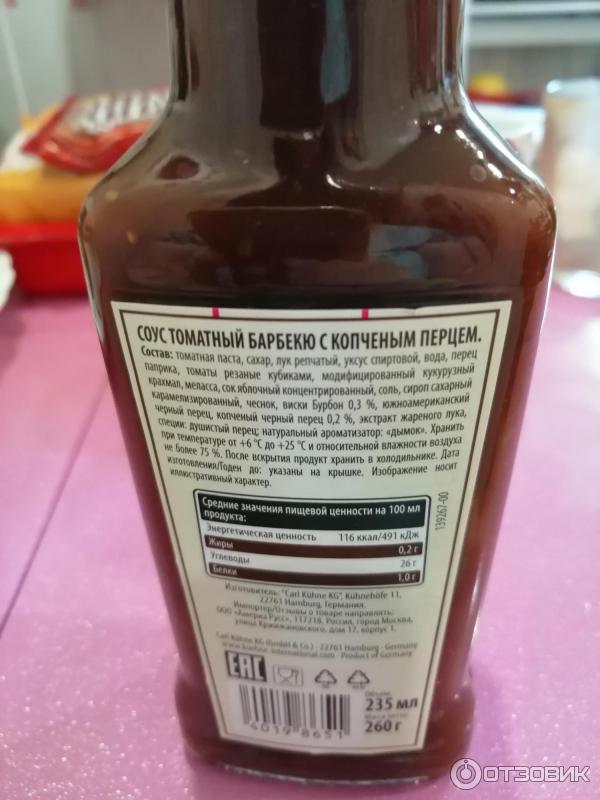 СОУС ТОМАТНЫЙ БАРБЕКЮ С КОПЧЕНЫМ ПЕРЦЕМ.
Состав: томатная паста, сахар, лук репчатый, уксус спиртовой, вода, перец
паприка, томаты резаные кубиками, модифицированный кукурузный
крахмал, меласса, сок яблочный концентрированный, соль, сироп сахарный
карамелизированный, чеснок, виски Бурбон 0,3 %, южноамериканский
черный перец, копченый черный перец 0,2 %, экстракт жареного лука,
специи: душистый перец; натуральный ароматизатор: «дымок». Хранить
при температуре от +6 °C до +25 °C и относительной влажности воздуха
не более 75 %. После вскрытия продукт хранить в холодильнике. Дата
изготовления/Годен до: указаны на крышке. Изображение носит
иллюстративный характер.
Средние значения пищевой ценности на 100 мл
продукта:
Энергетическая ценность 116 ккал/491 кДж
Жиры 0,2 г
Углеводы 26 г
Белки 1,0 г
139267-00
Изготовитель: "Carl Kühne KG", Kühnehöfe 11,
22761 Hamburg, Германия.
Импортер/Отзывы о товаре направлять:
ООО «Америа Русс», 117218, Россия, город Москва,
улица Кржижановского, дом 17, корпус 1.
Carl Kühne KG (GmbH & Co.) · 22761 Hamburg · Germany
www.kuehne-international.com · Product of Germany
EAC
Объем:
235 мл
Масса нетто:
260 г
4019 8651
ОТЗОВИК